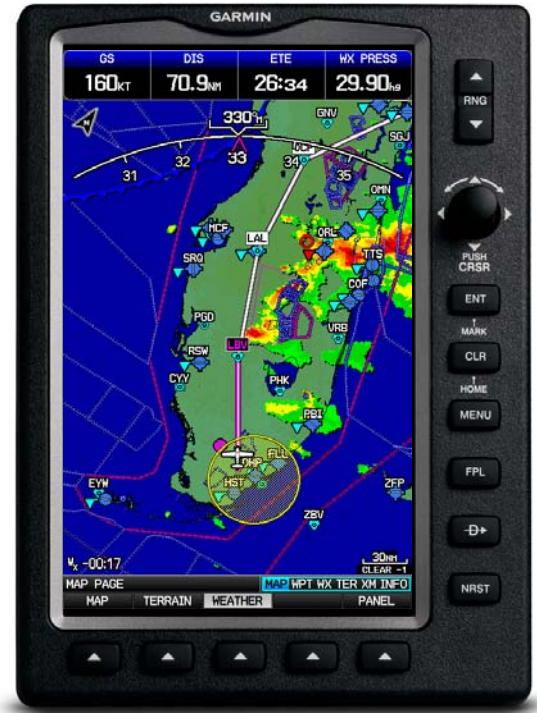 GARMIN
GS DIS ETE WX PRESS
160KT 70.9NM 26:34 29.90hg
330°M
GNV
SGJ
OCF
31 32 33 34 35
OMN
MCF
LAL
ORL
TTS
SRQ
COF
PGD
VRB
LBV
RSW
CYY
PHK
PBI
FLL
HST
EYW
ZFP
ZBV
WX -00:17
30NM
CLEAR -1
MAP PAGE
MAP WPT WX TER XM INFO
MAP TERRAIN WEATHER PANEL
RNG
PUSH
CRSR
ENT
MARK
CLR
HOME
MENU
FPL
D
NRST